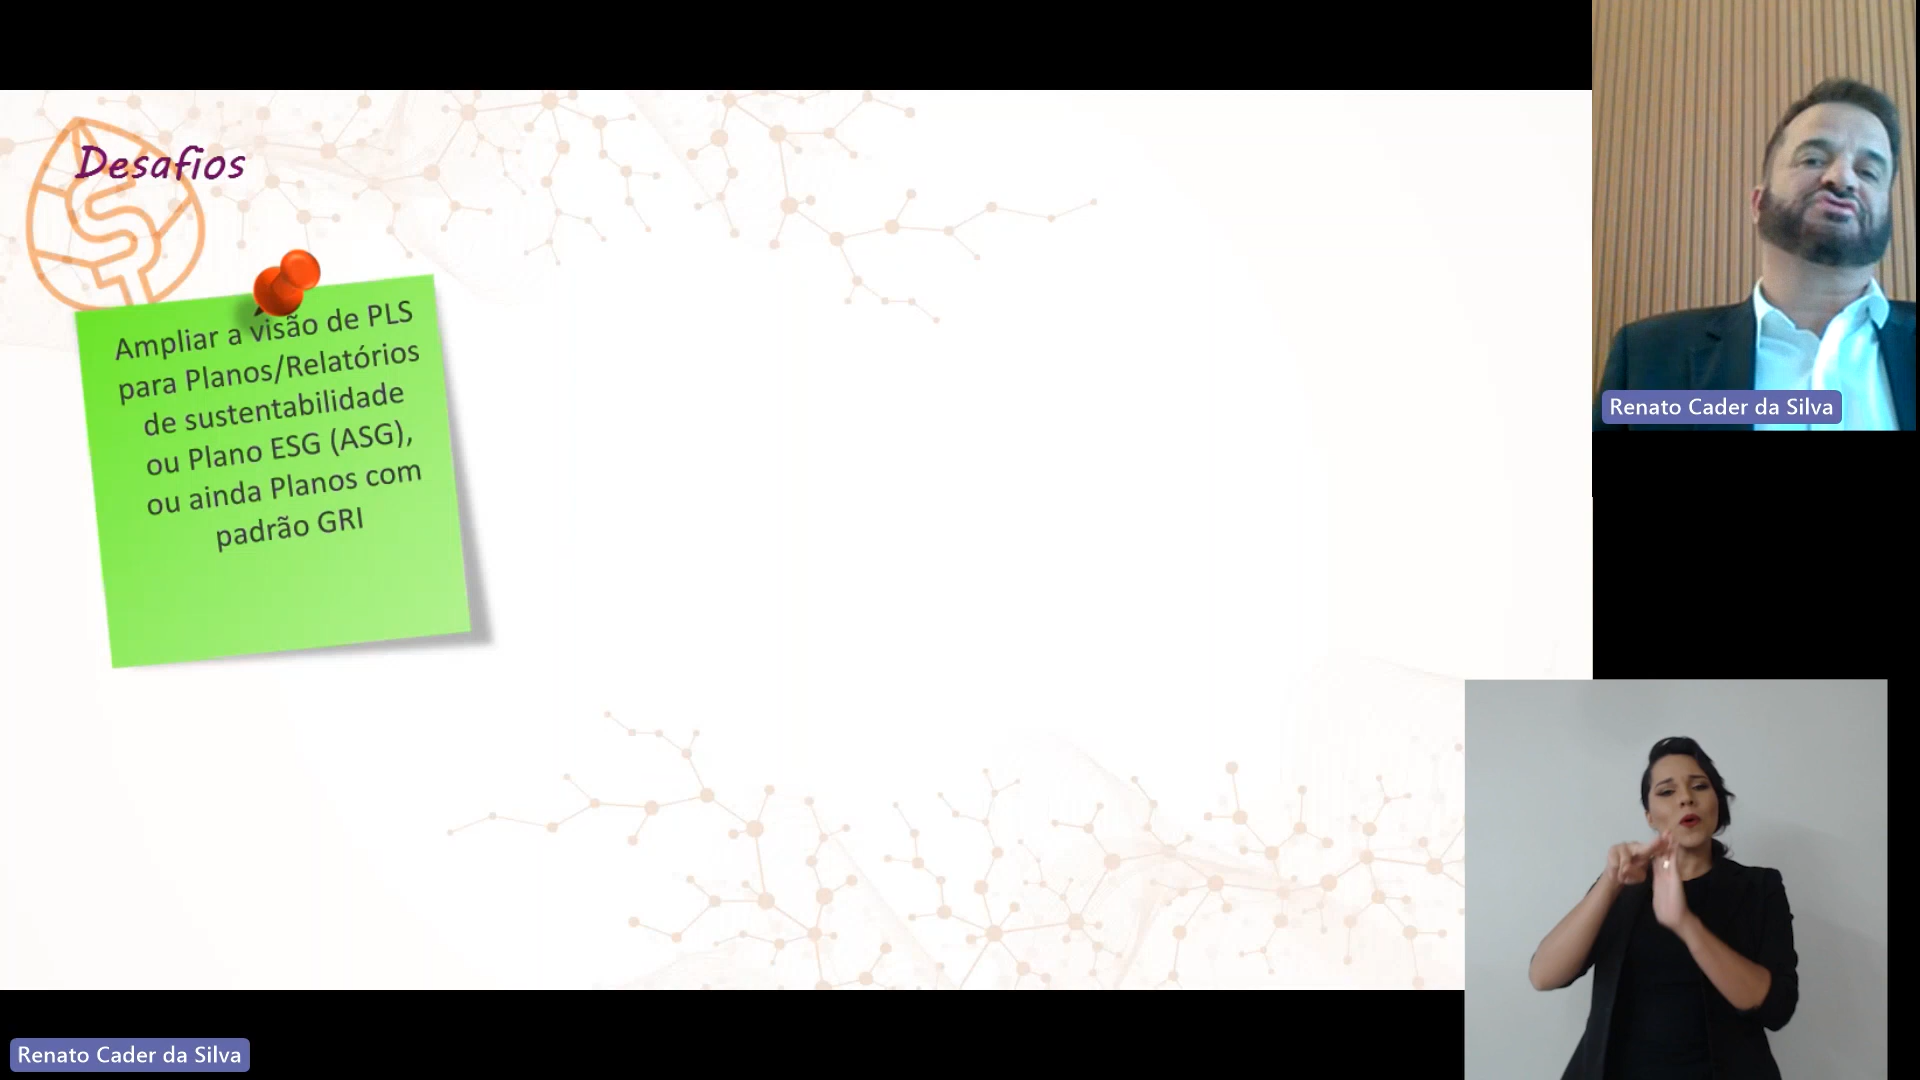 Desafios
Ampliar a visão de PLS
para Planos/Relatórios
de sustentabilidade
ou Plano ESG (ASG),
ou ainda Planos com
padrão GRI
Renato Cader da Silva
Renato Cader da Silva